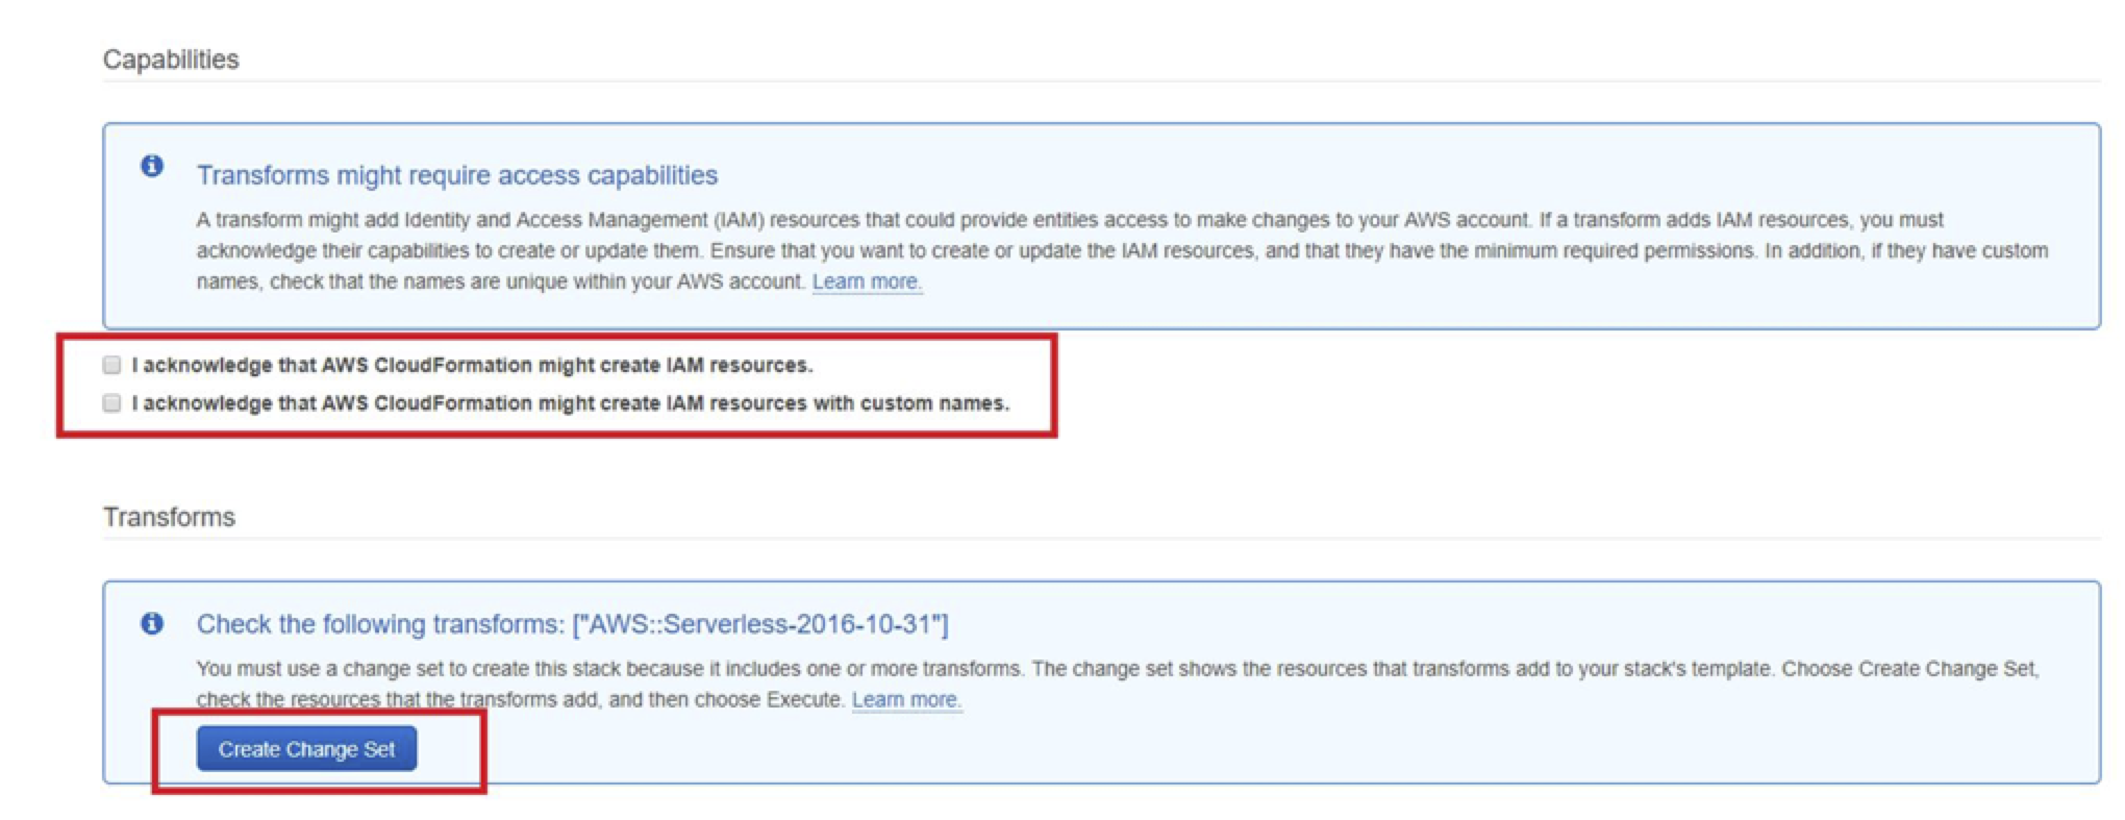 Capabilities
Transforms might require access capabilities
A transform might add Identity and Access Management (IAM) resources that could provide entities access to make changes to your AWS account. If a transform adds IAM resources, you must
acknowledge their capabilities to create or update them. Ensure that you want to create or update the IAM resources, and that they have the minimum required permissions. In addition, if they have custom
names, check that the names are unique within your AWS account. Learn more.
I acknowledge that AWS CloudFormation might create IAM resources.
I acknowledge that AWS CloudFormation might create IAM resources with custom names.
Transforms
Check the following transforms: ["AWS::Serverless-2016-10-31"]
You must use a change set to create this stack because it includes one or more transforms. The change set shows the resources that transforms add to your stack's template. Choose Create Change Set,
check the resources that the transforms add, and then choose Execute. Learn more.
Create Change Set